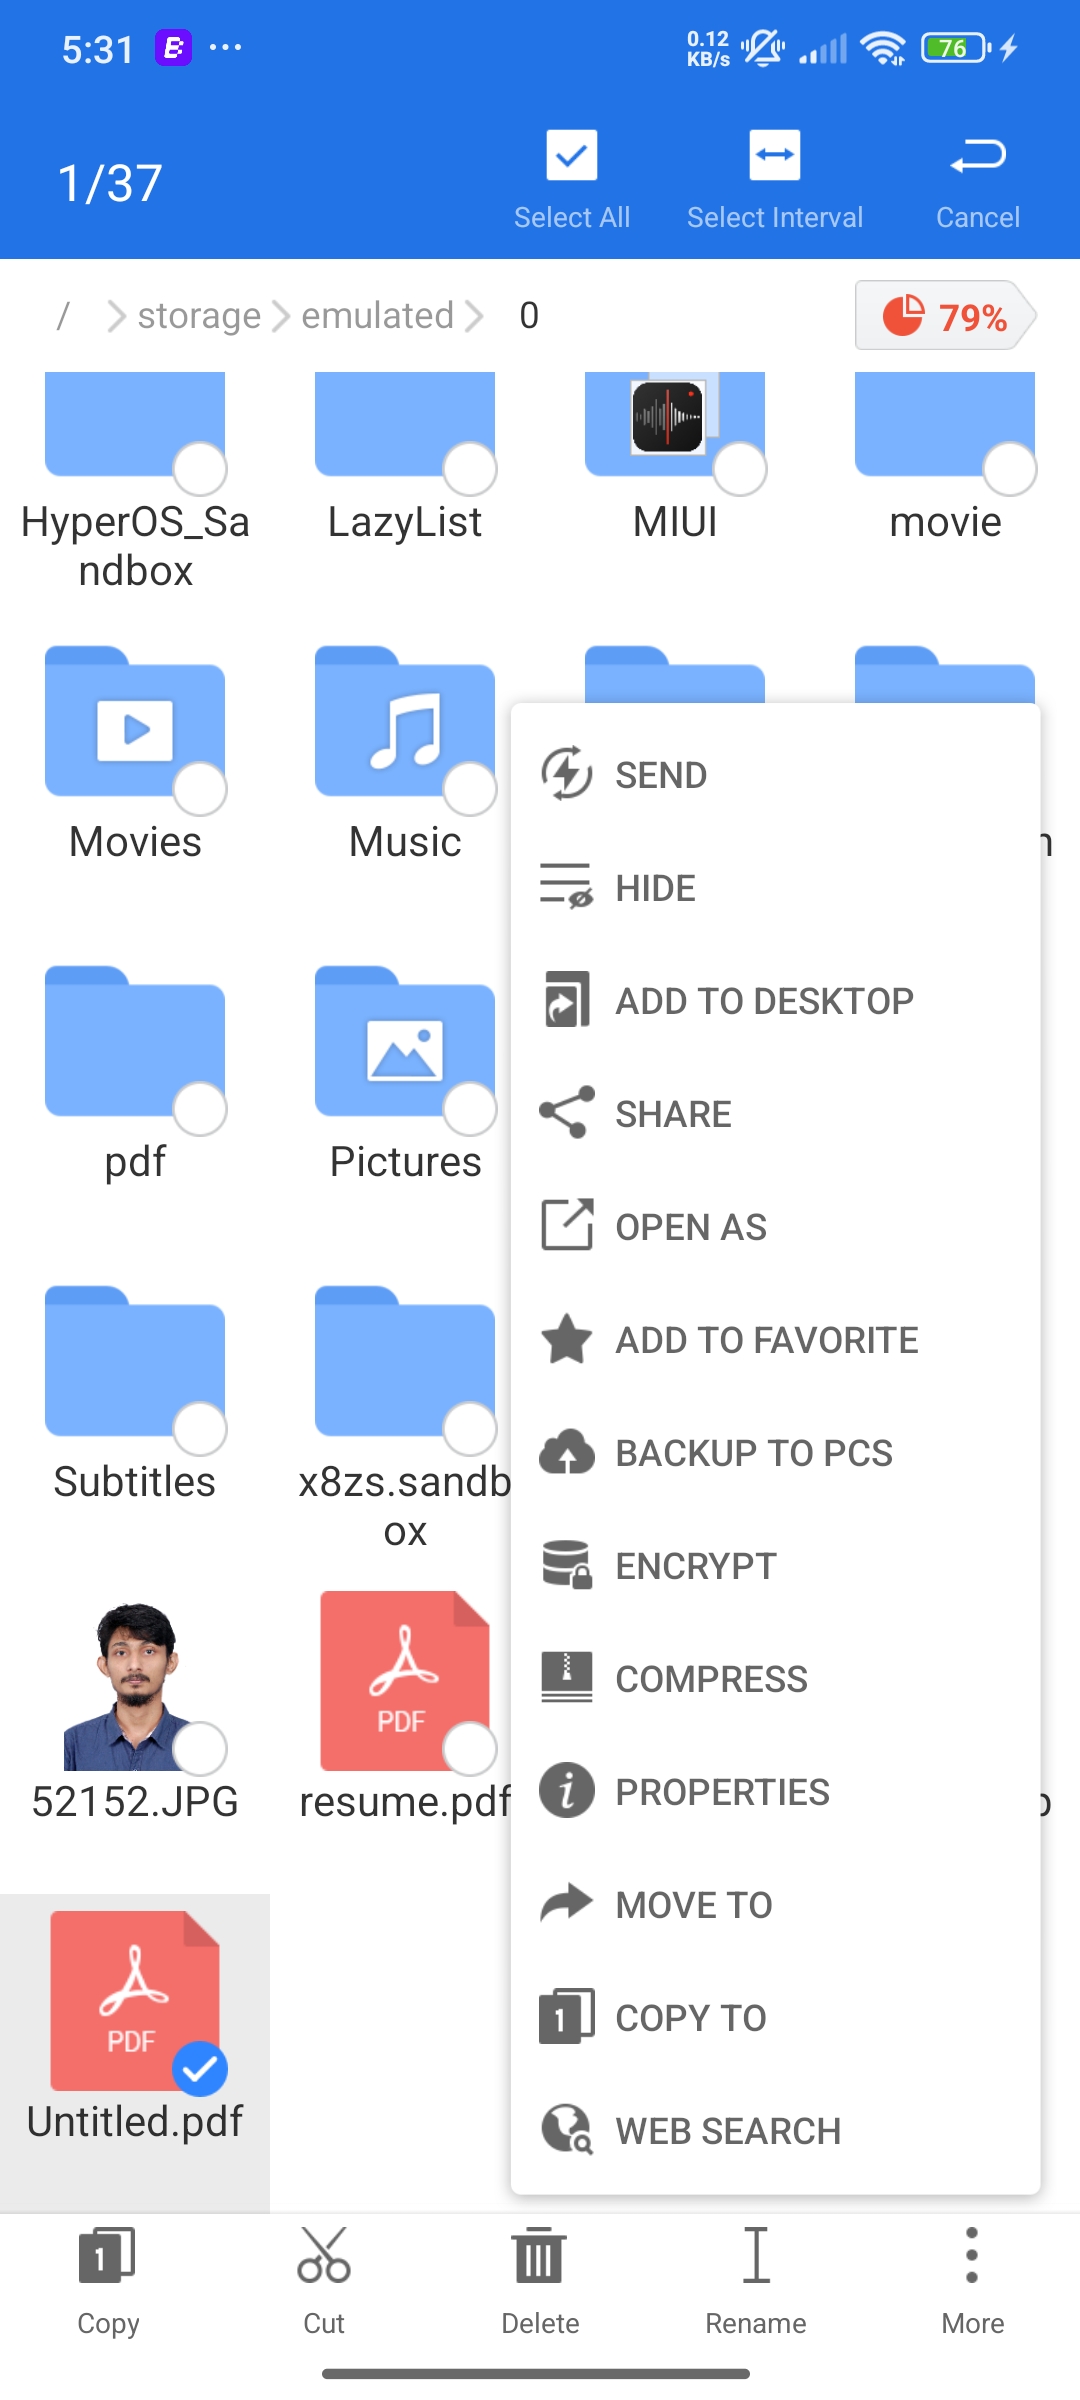 5:31
0.12
KB/s
76
1/37
Select All
Select Interval
Cancel
/ storage emulated 0
79%
HyperOS_Sa
ndbox
LazyList
MIUI
movie
Movies
Music
pdf
Pictures
Subtitles
x8zs.sandb
ox
52152.JPG
PDF
resume.pdf
PDF
Untitled.pdf
SEND
HIDE
ADD TO DESKTOP
SHARE
OPEN AS
ADD TO FAVORITE
BACKUP TO PCS
ENCRYPT
COMPRESS
PROPERTIES
MOVE TO
1
COPY TO
WEB SEARCH
1
Copy
Cut
Delete
Rename
More